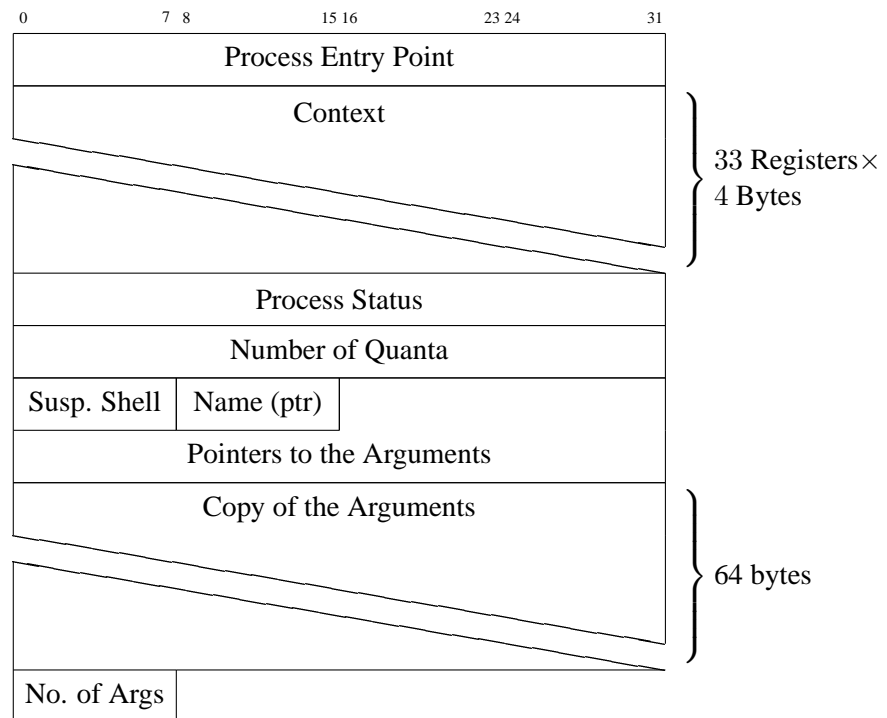 0 7 8 15 16 23 24 31
Process Entry Point
Context
33 Registers×
4 Bytes
Process Status
Number of Quanta
Susp. Shell Name (ptr)
Pointers to the Arguments
Copy of the Arguments
64 bytes
No. of Args